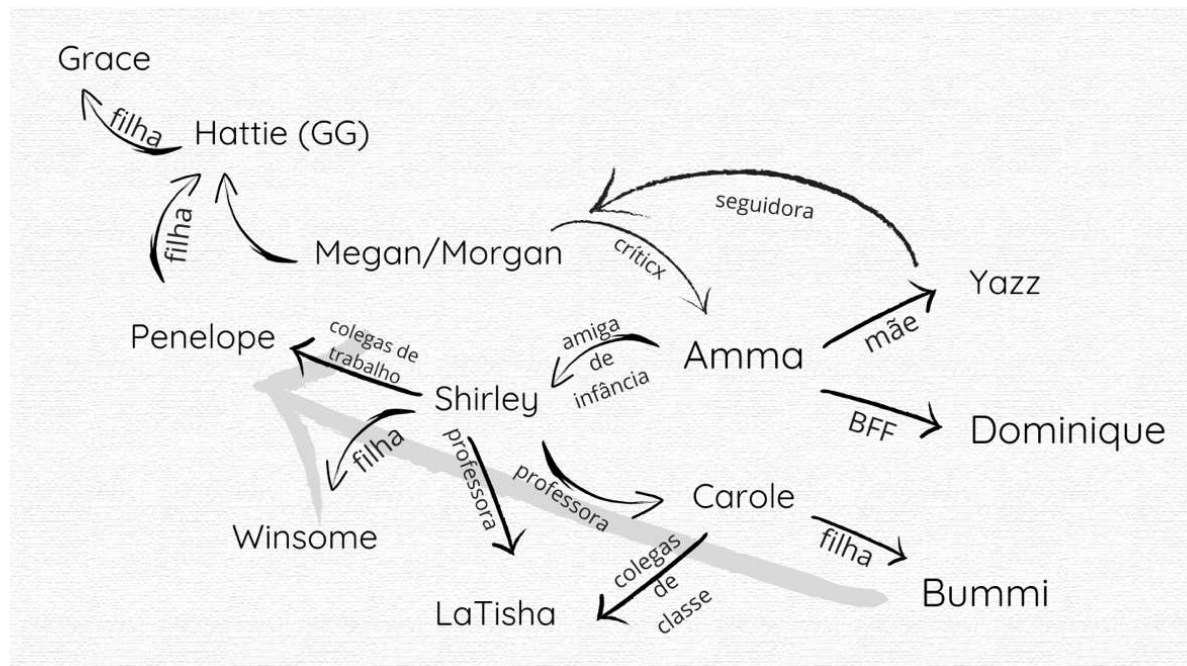 Grace
filha
Hattie (GG)
filha
Megan/Morgan
seguidora
críticx
Yazz
mãe
Penelope
colegas de
trabalho
amiga
de
infância
Amma
Shirley
BFF
Dominique
filha
professora
professora
Carole
Winsome
filha
colegas
de
classe
Bummi
LaTisha